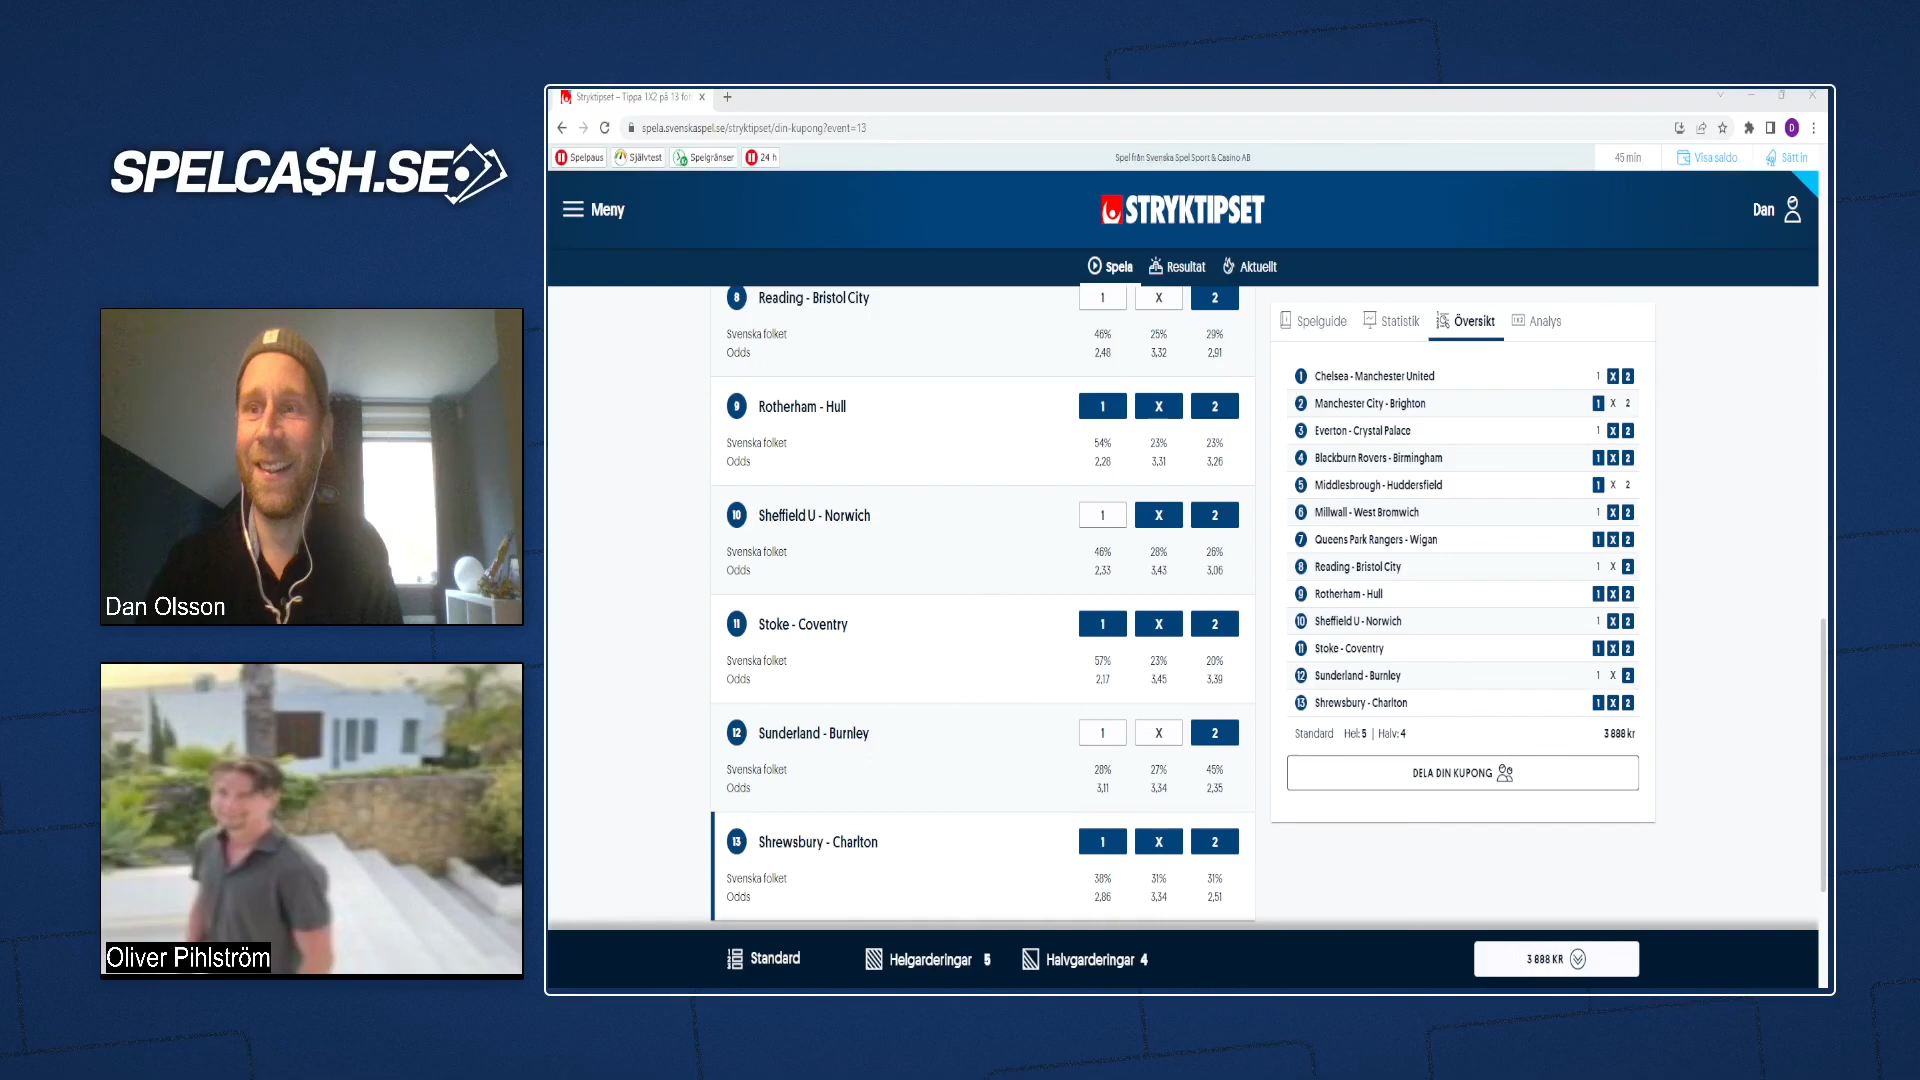 SPELCA$H.SE
Dan Olsson
Oliver Pihlström
Stryktipset – Tippa 1X2 på 13 fot
spela.svenskaspel.se/stryktipset/din-kupong?event=13
D
Spelpaus Självtest Spelgränser 24 h
Spel från Svenska Spel Sport & Casino AB
45 min Visa saldo Sätt in
Meny
STRYKTIPSET
Dan
Spela Resultat Aktuellt
8 Reading - Bristol City 1 X 2
Svenska folket 46% 25% 29%
Odds 2,48 3,32 2,91
9 Rotherham - Hull 1 X 2
Svenska folket 54% 23% 23%
Odds 2,28 3,31 3,26
10 Sheffield U - Norwich 1 X 2
Svenska folket 46% 28% 26%
Odds 2,33 3,43 3,06
11 Stoke - Coventry 1 X 2
Svenska folket 57% 23% 20%
Odds 2,17 3,45 3,39
12 Sunderland - Burnley 1 X 2
Svenska folket 28% 27% 45%
Odds 3,11 3,34 2,35
13 Shrewsbury - Charlton 1 X 2
Svenska folket 38% 31% 31%
Odds 2,86 3,34 2,51
Spelguide Statistik Översikt Analys
1 Chelsea - Manchester United 1 X 2
2 Manchester City - Brighton 1 X 2
3 Everton - Crystal Palace 1 X 2
4 Blackburn Rovers - Birmingham 1 X 2
5 Middlesbrough - Huddersfield 1 X 2
6 Millwall - West Bromwich 1 X 2
7 Queens Park Rangers - Wigan 1 X 2
8 Reading - Bristol City 1 X 2
9 Rotherham - Hull 1 X 2
10 Sheffield U - Norwich 1 X 2
11 Stoke - Coventry 1 X 2
12 Sunderland - Burnley 1 X 2
13 Shrewsbury - Charlton 1 X 2
Standard Hel: 5 | Halv: 4 3 888 kr
DELA DIN KUPONG
Standard Helgarderingar 5 Halvgarderingar 4 3 888 KR